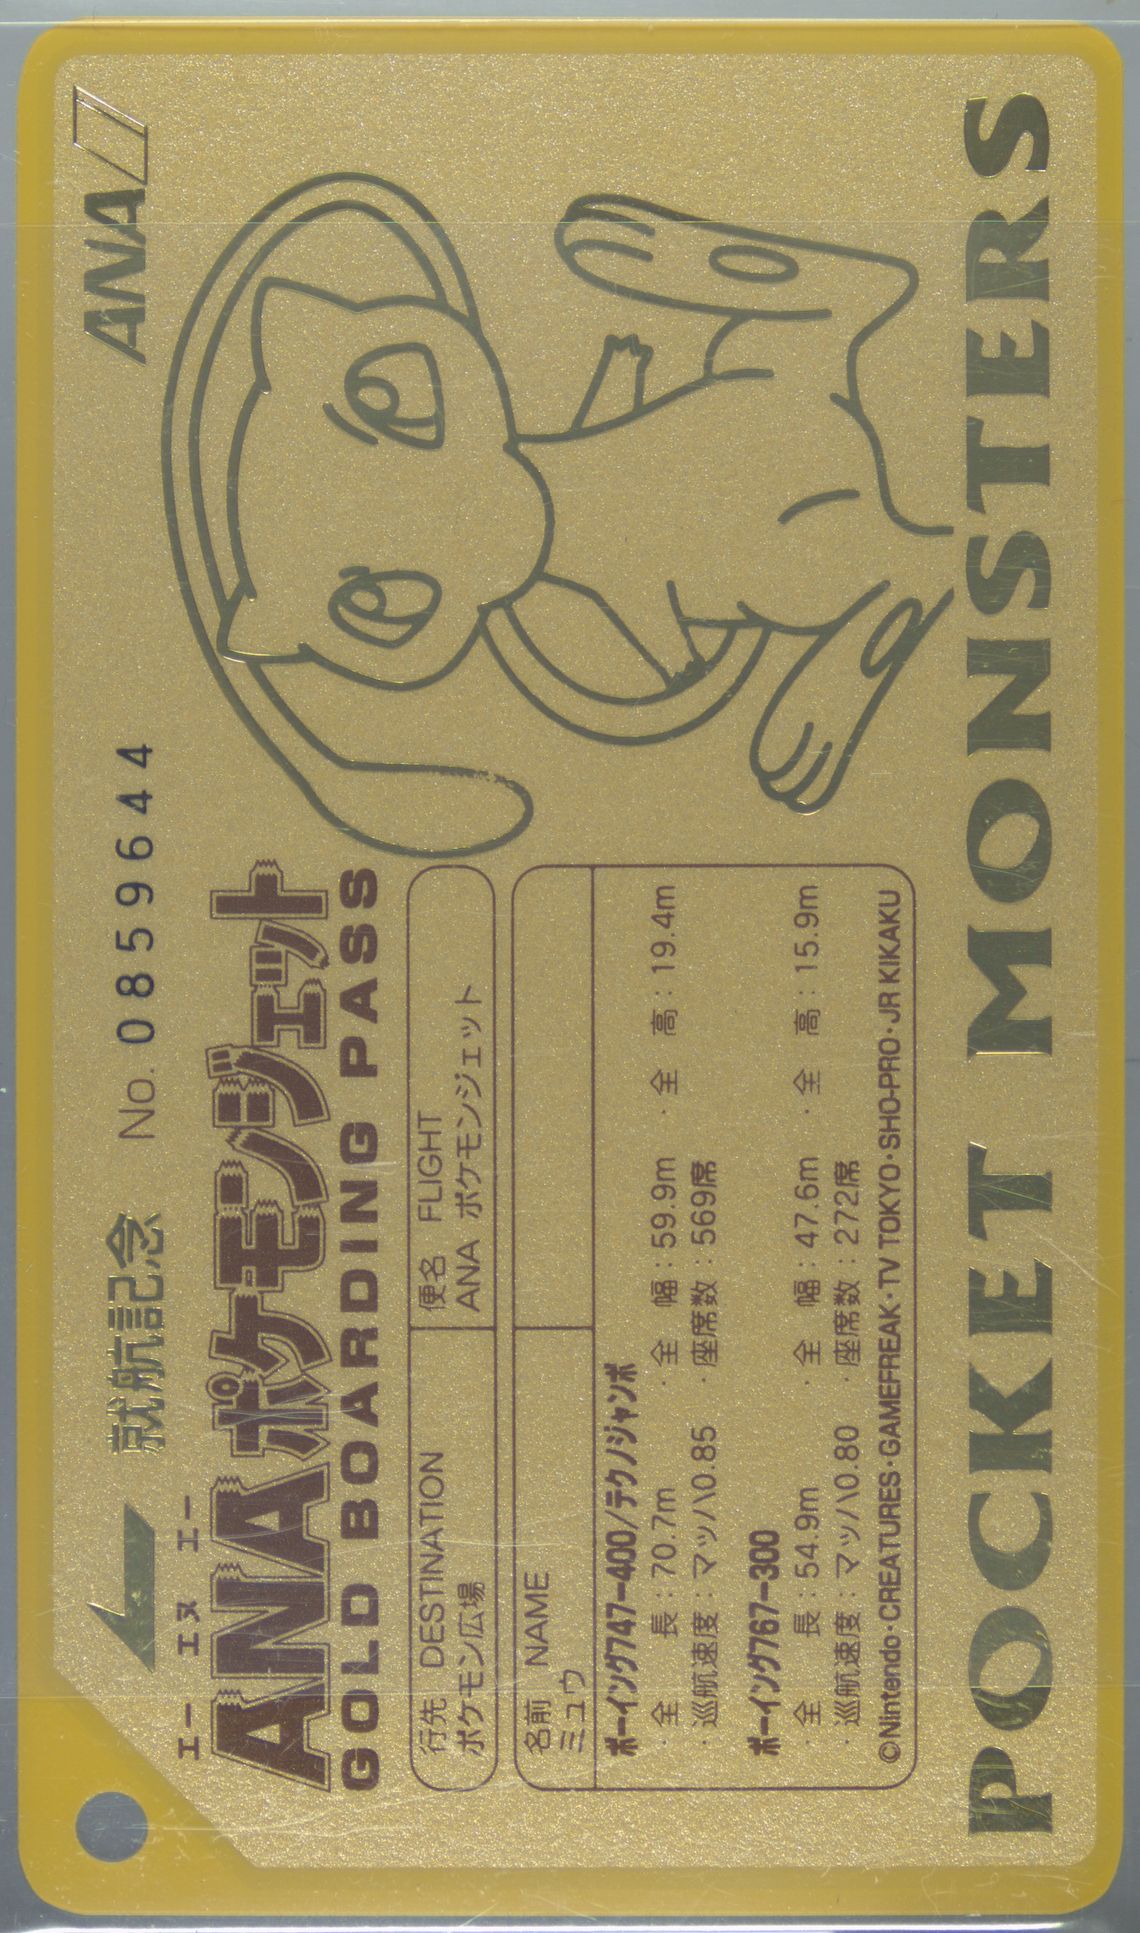 就航記念 No. 0859644 ANA
エー エヌ エー
ANAポケモンジェット
GOLD BOARDING PASS
行先 DESTINATION 便名 FLIGHT
ポケモン広場 ANA ポケモンジェット
名前 NAME
ミュウ
ボーイング747-400/テクノジャンボ
・全 長：70.7m ・全 幅：59.9m ・全 高：19.4m
・巡航速度：マッハ0.85 ・座席数：569席
ボーイング767-300
・全 長：54.9m ・全 幅：47.6m ・全 高：15.9m
・巡航速度：マッハ0.80 ・座席数：272席
©Nintendo・CREATURES・GAMEFREAK・TV TOKYO・SHO-PRO・JR KIKAKU
POCKET MONSTERS